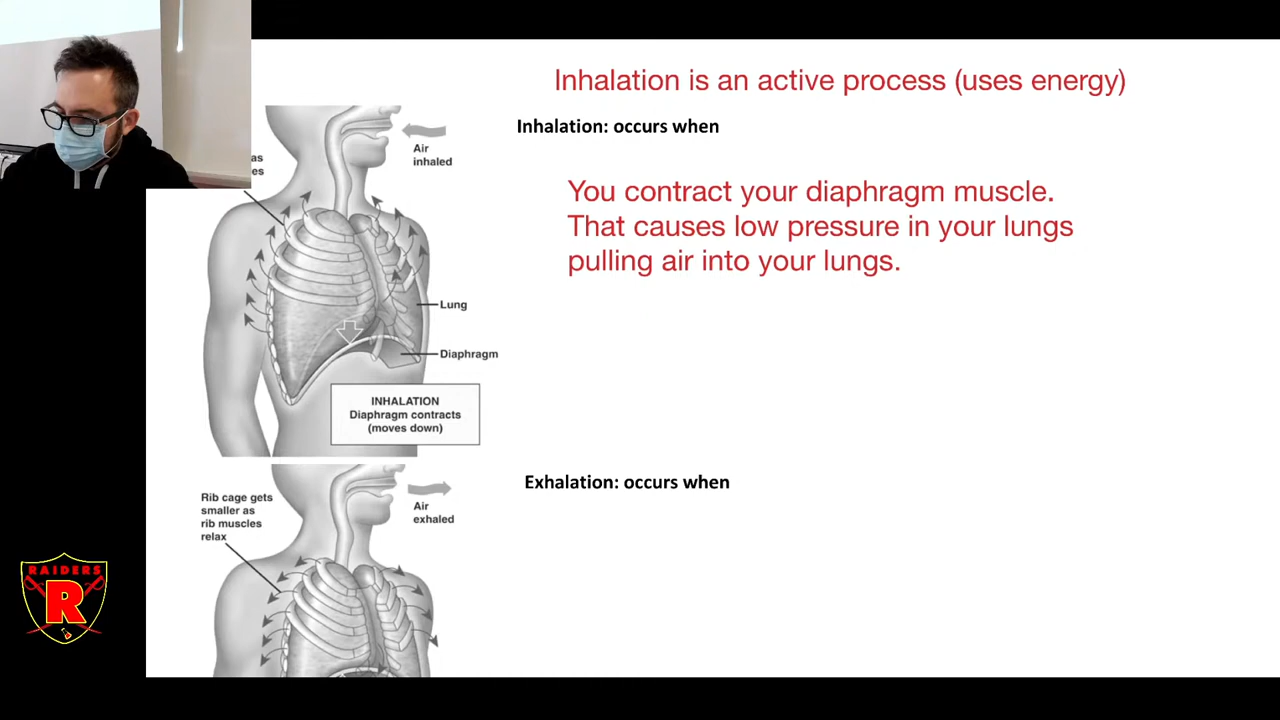 Inhalation is an active process (uses energy)
Inhalation: occurs when
Air
inhaled
as
es
You contract your diaphragm muscle.
That causes low pressure in your lungs
pulling air into your lungs.
Lung
Diaphragm
INHALATION
Diaphragm contracts
(moves down)
Exhalation: occurs when
Rib cage gets
smaller as
rib muscles
relax
Air
exhaled
RAIDERS
R